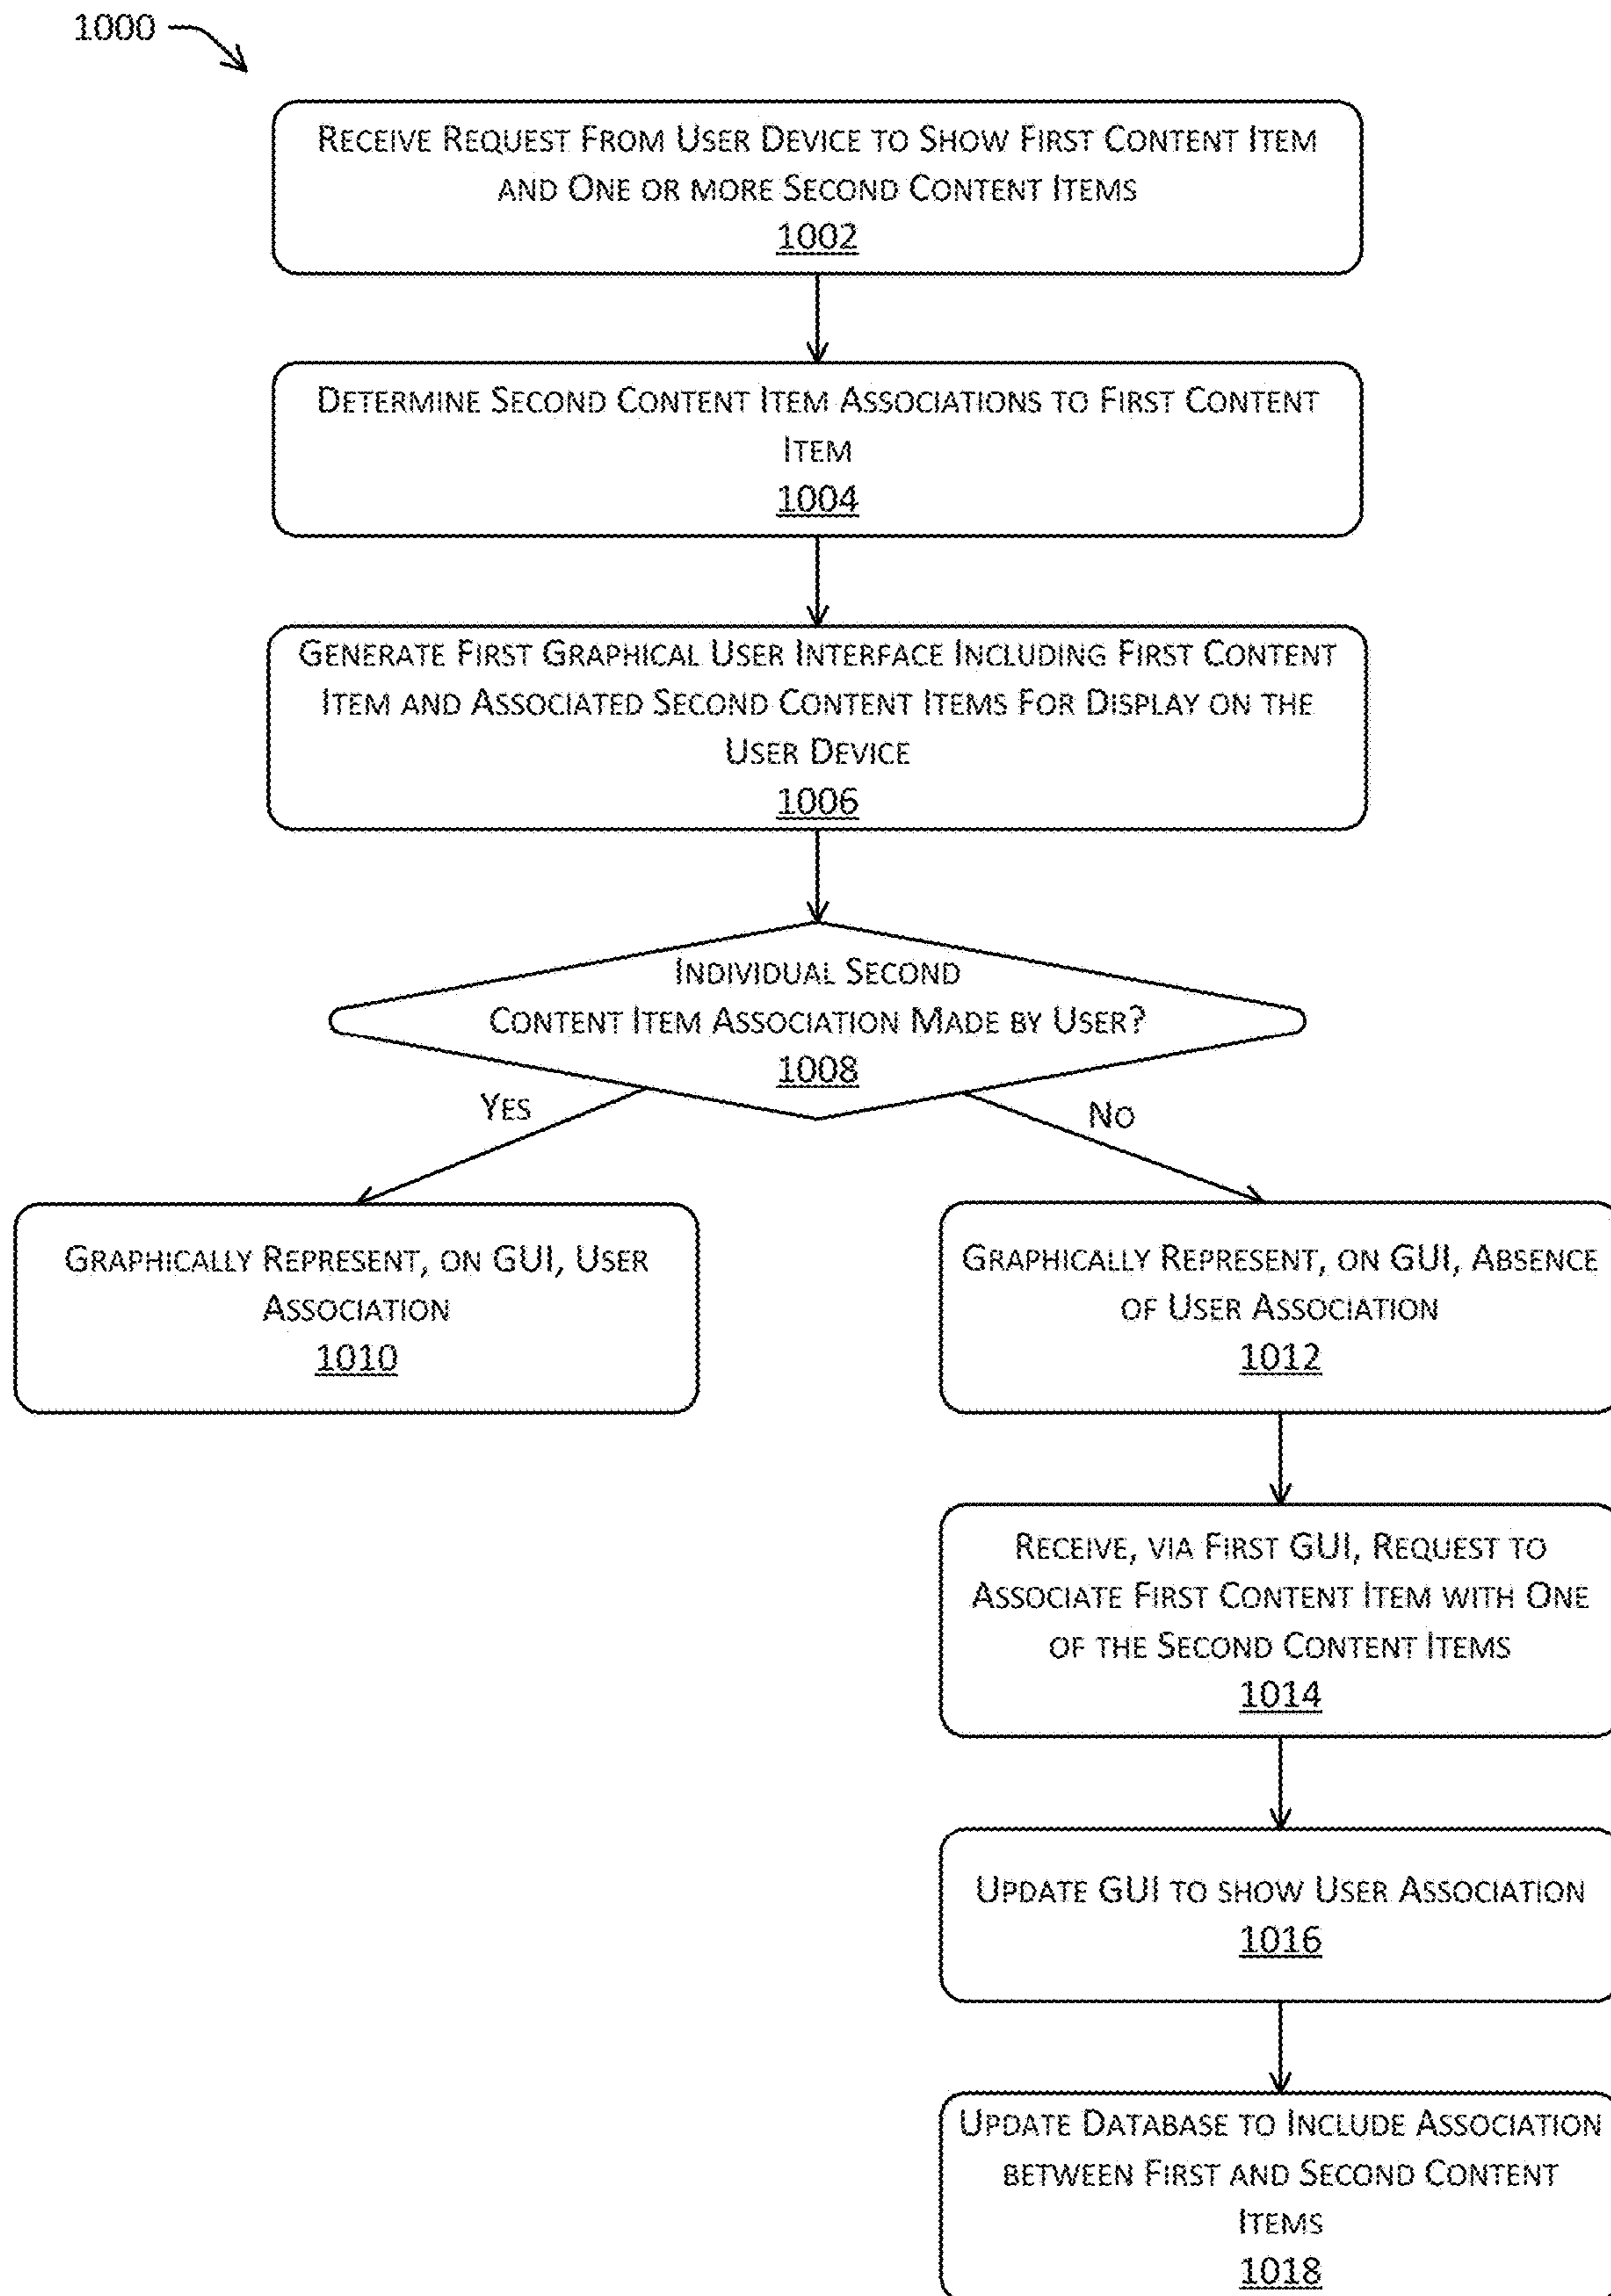 1000
RECEIVE REQUEST FROM USER DEVICE TO SHOW FIRST CONTENT ITEM
AND ONE OR MORE SECOND CONTENT ITEMS
1002
DETERMINE SECOND CONTENT ITEM ASSOCIATIONS TO FIRST CONTENT
ITEM
1004
GENERATE FIRST GRAPHICAL USER INTERFACE INCLUDING FIRST CONTENT
ITEM AND ASSOCIATED SECOND CONTENT ITEMS FOR DISPLAY ON THE
USER DEVICE
1006
INDIVIDUAL SECOND
CONTENT ITEM ASSOCIATION MADE BY USER?
1008
YES
NO
GRAPHICALLY REPRESENT, ON GUI, USER
ASSOCIATION
1010
GRAPHICALLY REPRESENT, ON GUI, ABSENCE
OF USER ASSOCIATION
1012
RECEIVE, VIA FIRST GUI, REQUEST TO
ASSOCIATE FIRST CONTENT ITEM WITH ONE
OF THE SECOND CONTENT ITEMS
1014
UPDATE GUI TO SHOW USER ASSOCIATION
1016
UPDATE DATABASE TO INCLUDE ASSOCIATION
BETWEEN FIRST AND SECOND CONTENT
ITEMS
1018